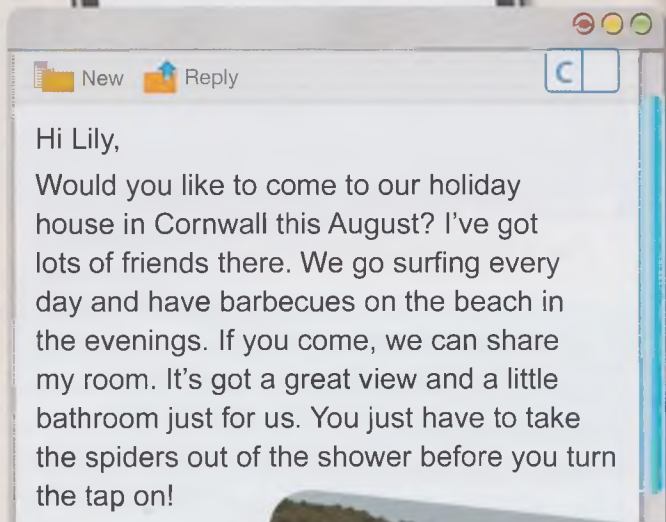 New Reply C
Hi Lily,
Would you like to come to our holiday
house in Cornwall this August? I've got
lots of friends there. We go surfing every
day and have barbecues on the beach in
the evenings. If you come, we can share
my room. It's got a great view and a little
bathroom just for us. You just have to take
the spiders out of the shower before you turn
the tap on!